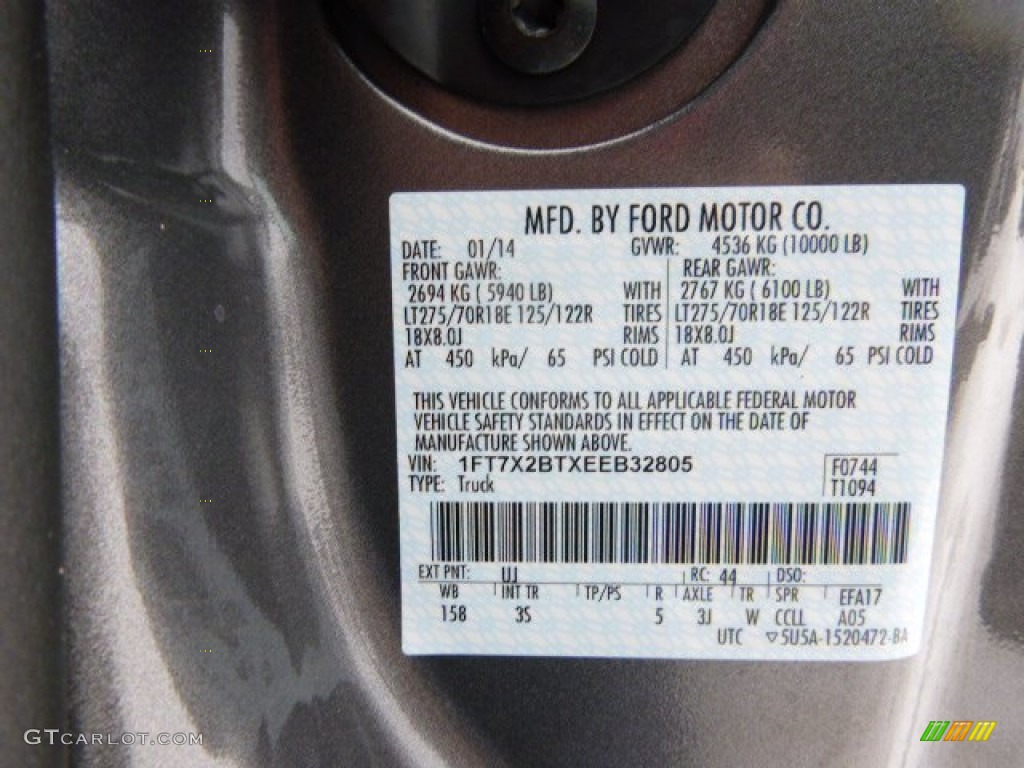 MFD. BY FORD MOTOR CO.
DATE: 01/14 GVWR: 4536 KG (10000 LB)
FRONT GAWR: REAR GAWR:
2694 KG ( 5940 LB) WITH 2767 KG ( 6100 LB) WITH
LT275/70R18E 125/122R TIRES LT275/70R18E 125/122R TIRES
18X8.0J RIMS 18X8.0J RIMS
AT 450 kPa/ 65 PSI COLD AT 450 kPa/ 65 PSI COLD
THIS VEHICLE CONFORMS TO ALL APPLICABLE FEDERAL MOTOR
VEHICLE SAFETY STANDARDS IN EFFECT ON THE DATE OF
MANUFACTURE SHOWN ABOVE.
VIN: 1FT7X2BTXEEB32805 F0744
TYPE: Truck T1094
EXT PNT: UJ RC: 44 DSO:
WB INT TR TP/PS R AXLE TR SPR EFA17
158 3S 5 3J W CCLL A05
UTC ▽5U5A-1520472-BA
GTCARLOT.COM